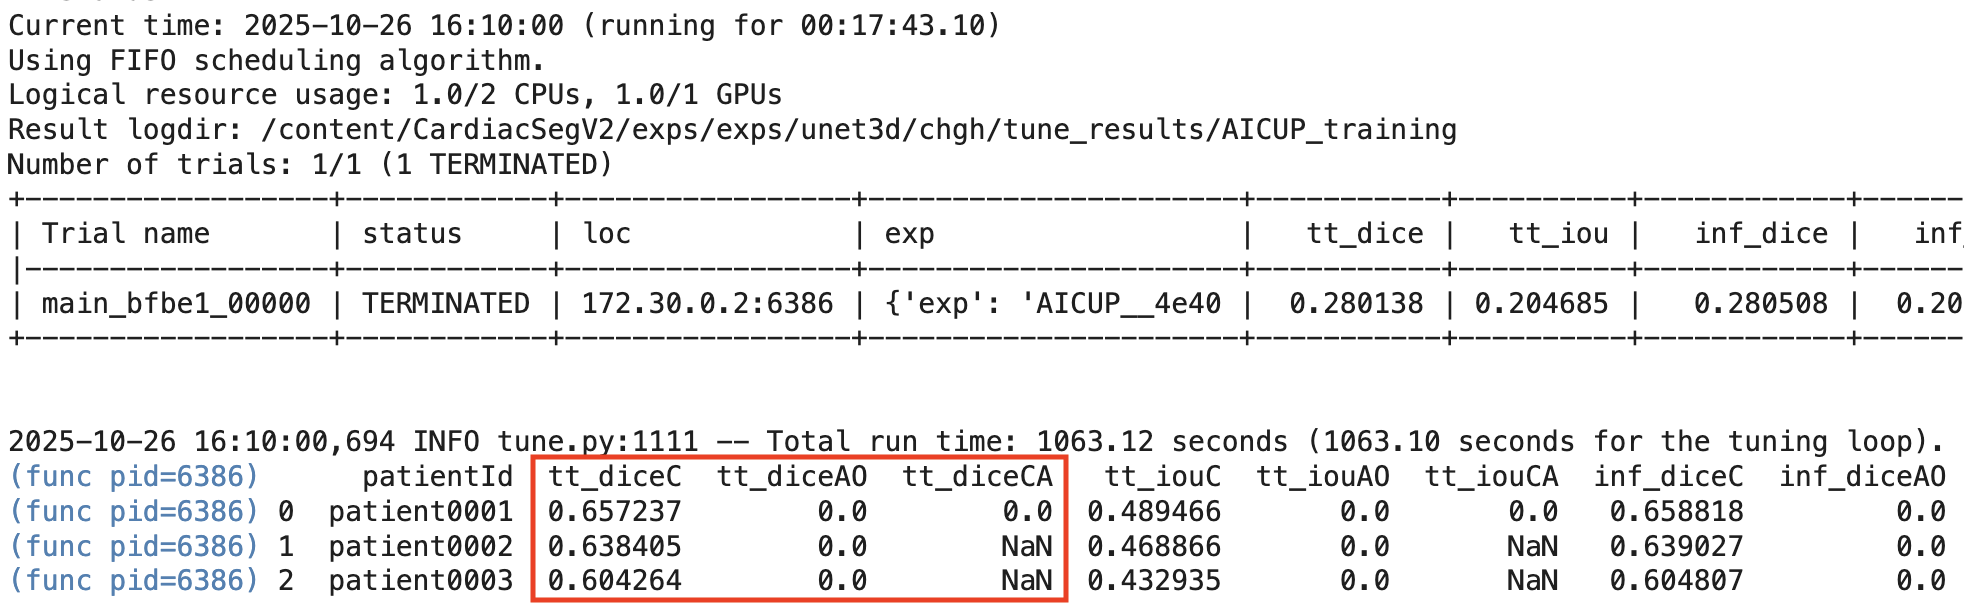 Current time: 2025-10-26 16:10:00 (running for 00:17:43.10)
Using FIFO scheduling algorithm.
Logical resource usage: 1.0/2 CPUs, 1.0/1 GPUs
Result logdir: /content/CardiacSegV2/exps/exps/unet3d/chgh/tune_results/AICUP_training
Number of trials: 1/1 (1 TERMINATED)
+------------------+------------+-----------------+----------------------+-----------+----------+------------+------
| Trial name       | status     | loc             | exp                  |   tt_dice |   tt_iou |   inf_dice |   inf_
|------------------+------------+-----------------+----------------------+-----------+----------+------------+------
| main_bfbe1_00000 | TERMINATED | 172.30.0.2:6386 | {'exp': 'AICUP__4e40 |  0.280138 | 0.204685 |   0.280508 |  0.20
+------------------+------------+-----------------+----------------------+-----------+----------+------------+------
2025-10-26 16:10:00,694 INFO tune.py:1111 -- Total run time: 1063.12 seconds (1063.10 seconds for the tuning loop).
(func pid=6386)      patientId  tt_diceC  tt_diceAO  tt_diceCA   tt_iouC  tt_iouAO  tt_iouCA  inf_diceC  inf_diceAO
(func pid=6386) 0  patient0001  0.657237        0.0        0.0  0.489466       0.0       0.0   0.658818         0.0
(func pid=6386) 1  patient0002  0.638405        0.0        NaN  0.468866       0.0       NaN   0.639027         0.0
(func pid=6386) 2  patient0003  0.604264        0.0        NaN  0.432935       0.0       NaN   0.604807         0.0